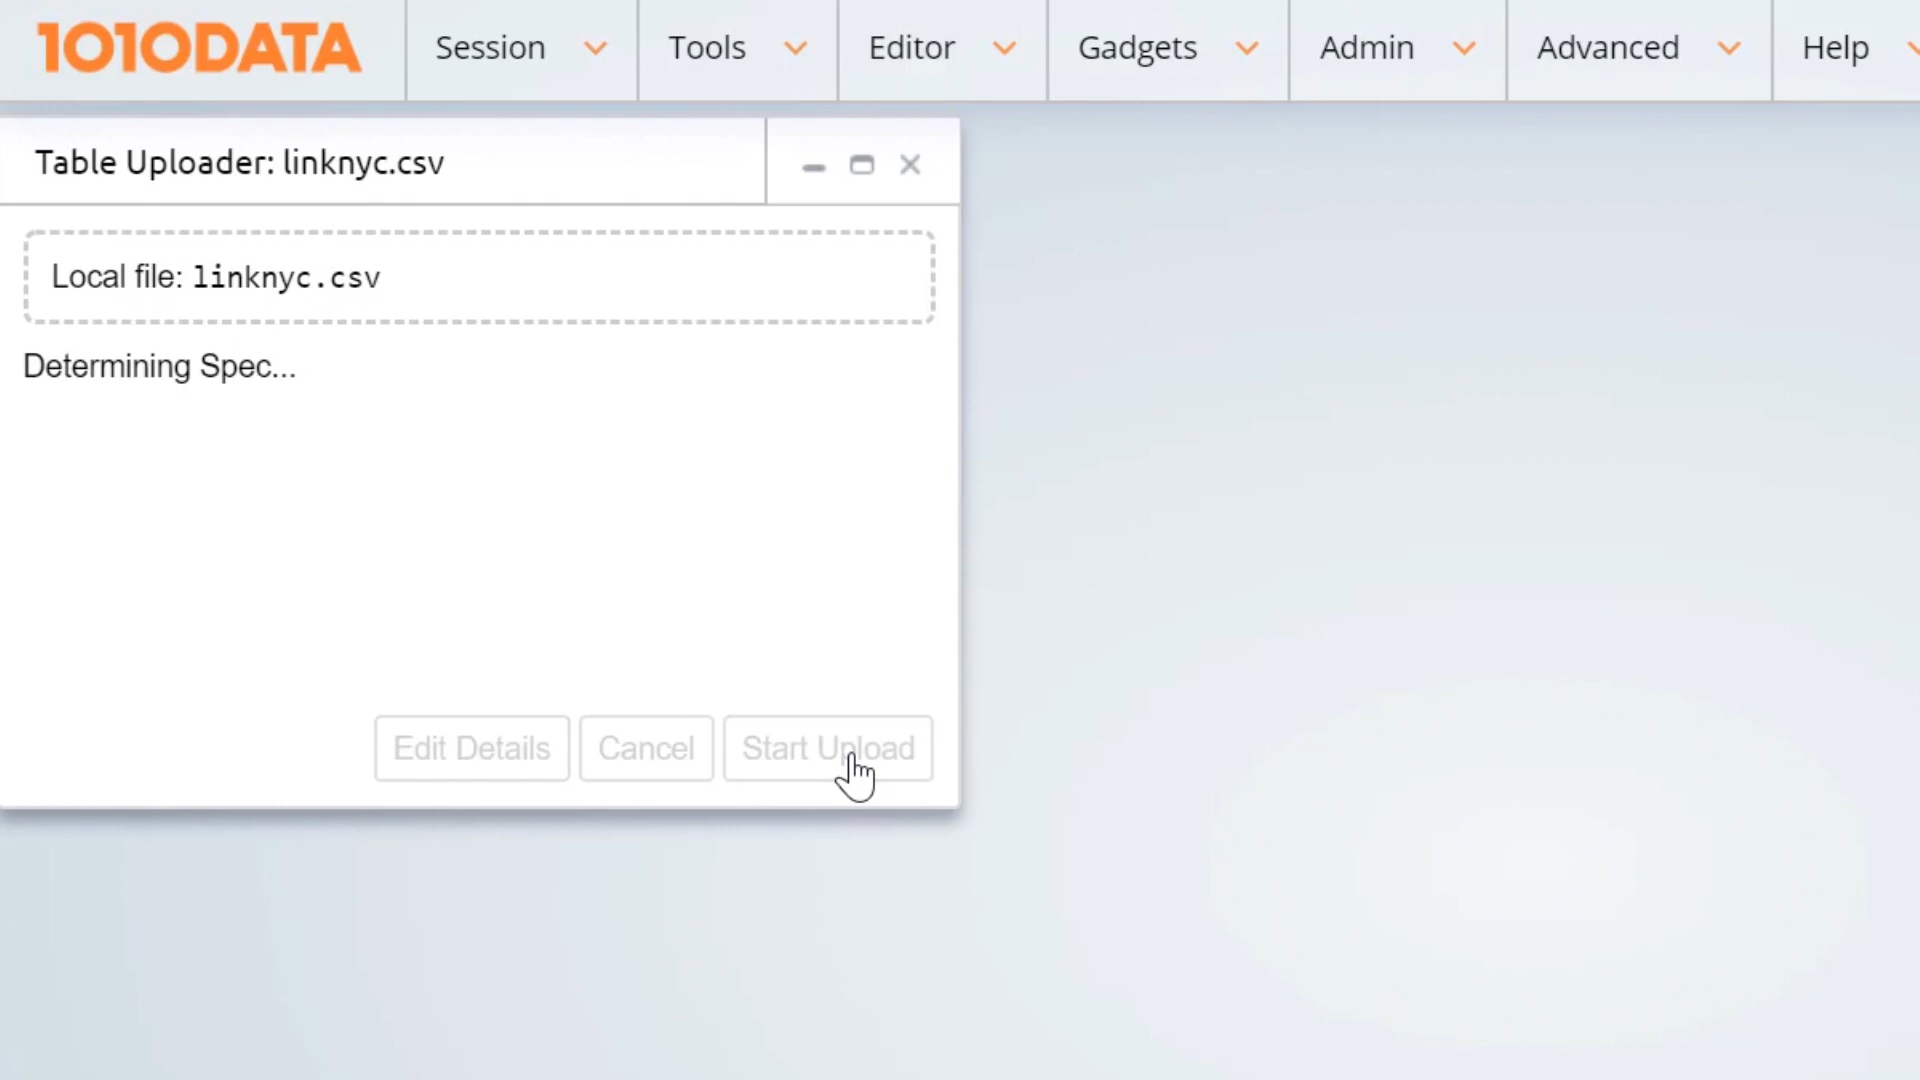 1010DATA
Session
Tools
Editor
Gadgets
Admin
Advanced
Help
Table Uploader: linknyc.csv
Local file: linknyc.csv
Determining Spec...
Edit Details
Cancel
Start Upload